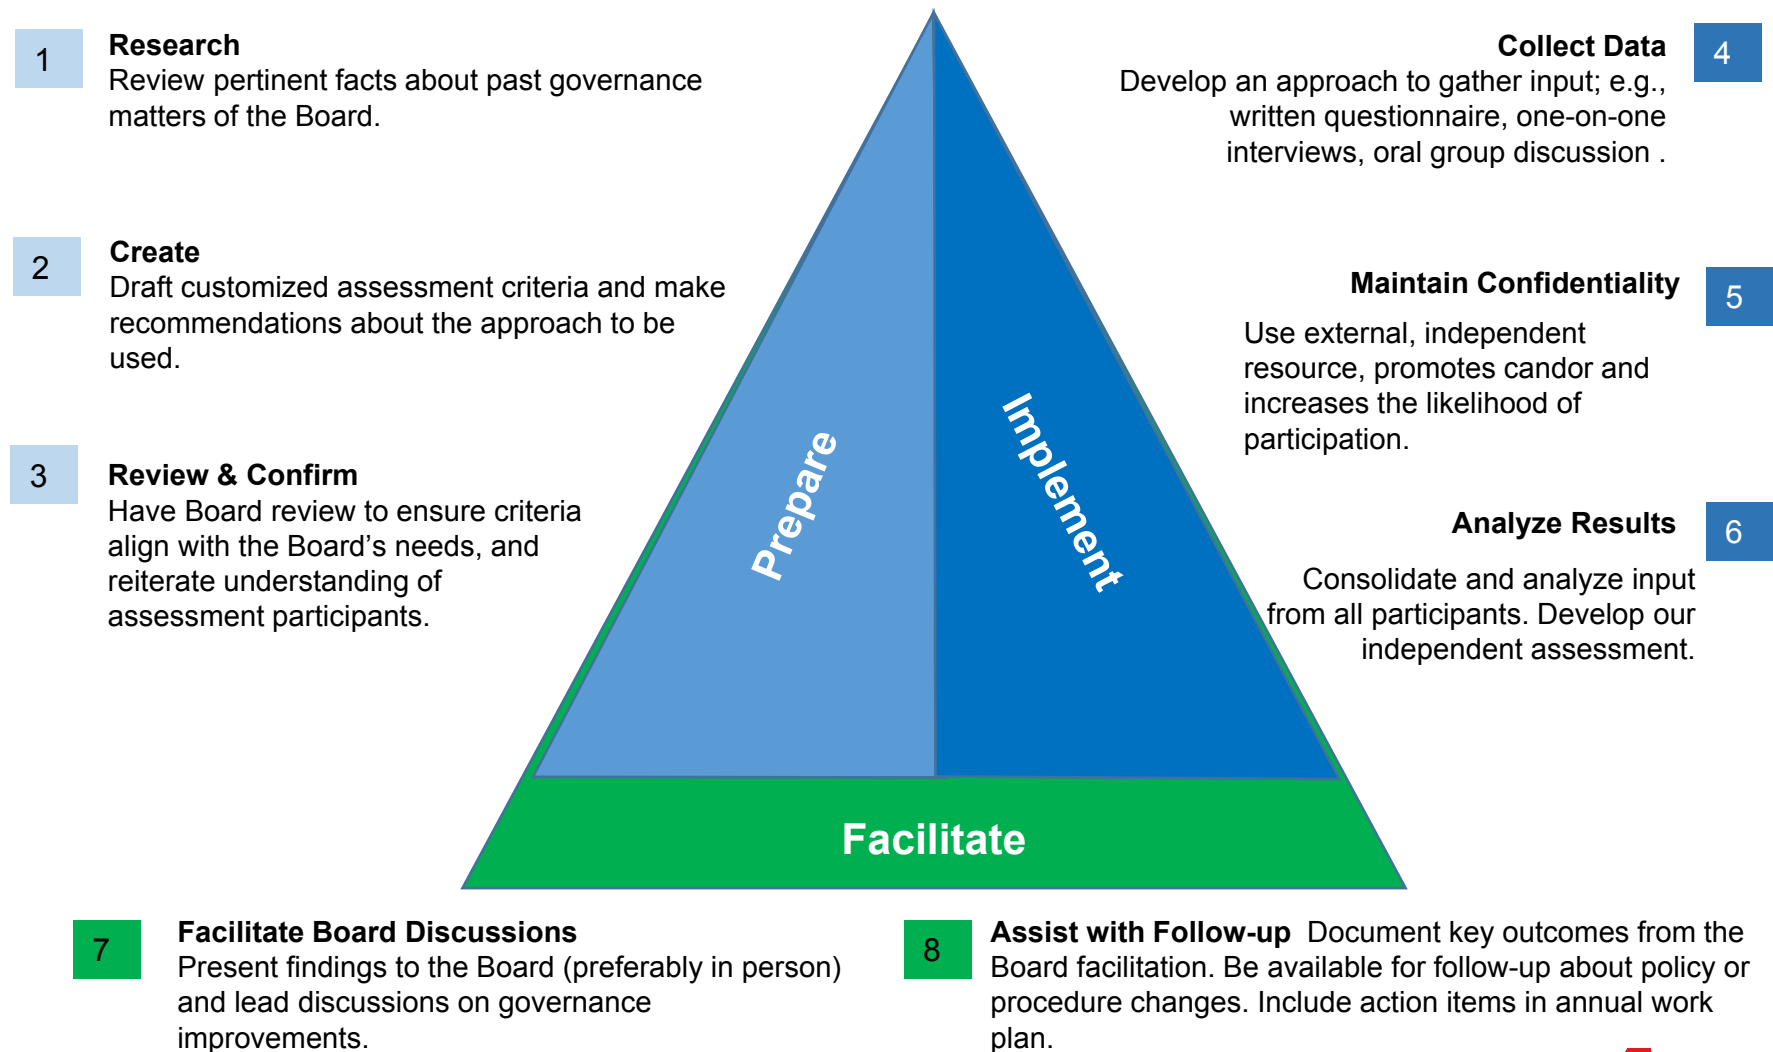 1
Research
Review pertinent facts about past governance
matters of the Board.
2
Create
Draft customized assessment criteria and make
recommendations about the approach to be
used.
3
Review & Confirm
Have Board review to ensure criteria
align with the Board’s needs, and
reiterate understanding of
assessment participants.
Prepare
Implement
Facilitate
Collect Data
4
Develop an approach to gather input; e.g.,
written questionnaire, one-on-one
interviews, oral group discussion .
Maintain Confidentiality
5
Use external, independent
resource, promotes candor and
increases the likelihood of
participation.
Analyze Results
6
Consolidate and analyze input
from all participants. Develop our
independent assessment.
7
Facilitate Board Discussions
Present findings to the Board (preferably in person)
and lead discussions on governance
improvements.
8
Assist with Follow-up  Document key outcomes from the
Board facilitation. Be available for follow-up about policy or
procedure changes. Include action items in annual work
plan.